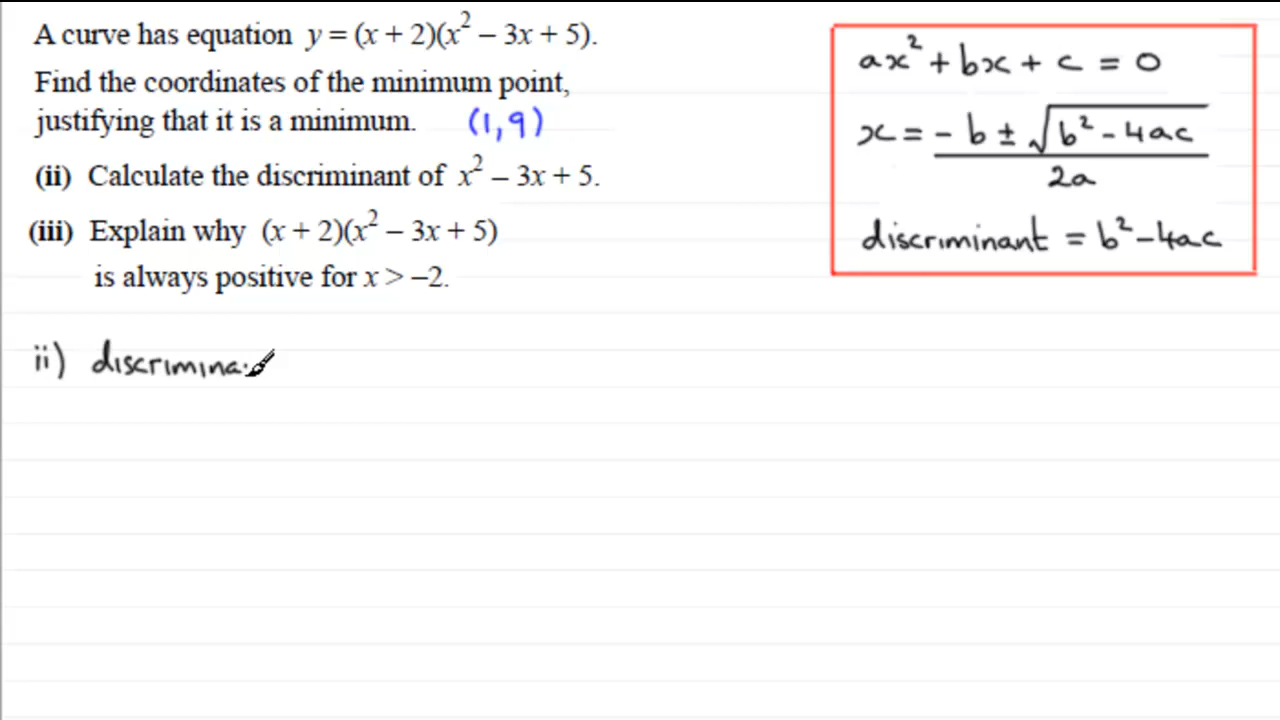 A curve has equation y = (x + 2)(x² − 3x + 5).
Find the coordinates of the minimum point,
justifying that it is a minimum. (1, 9)
(ii) Calculate the discriminant of x² − 3x + 5.
(iii) Explain why (x + 2)(x² − 3x + 5)
is always positive for x > −2.
ax² + bx + c = 0
x = −b ± √(b² − 4ac) / 2a
discriminant = b² − 4ac
ii) discrimina